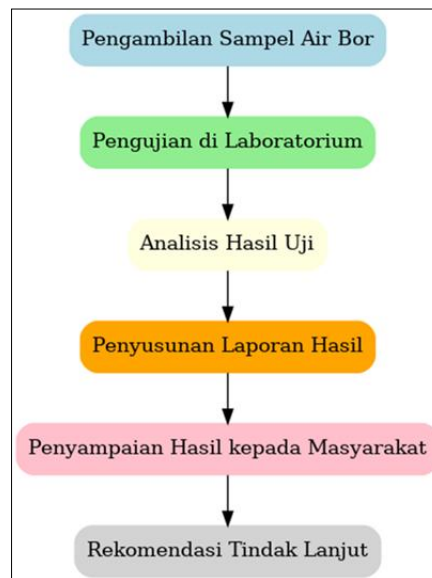 Pengambilan Sampel Air Bor
Pengujian di Laboratorium
Analisis Hasil Uji
Penyusunan Laporan Hasil
Penyampaian Hasil kepada Masyarakat
Rekomendasi Tindak Lanjut